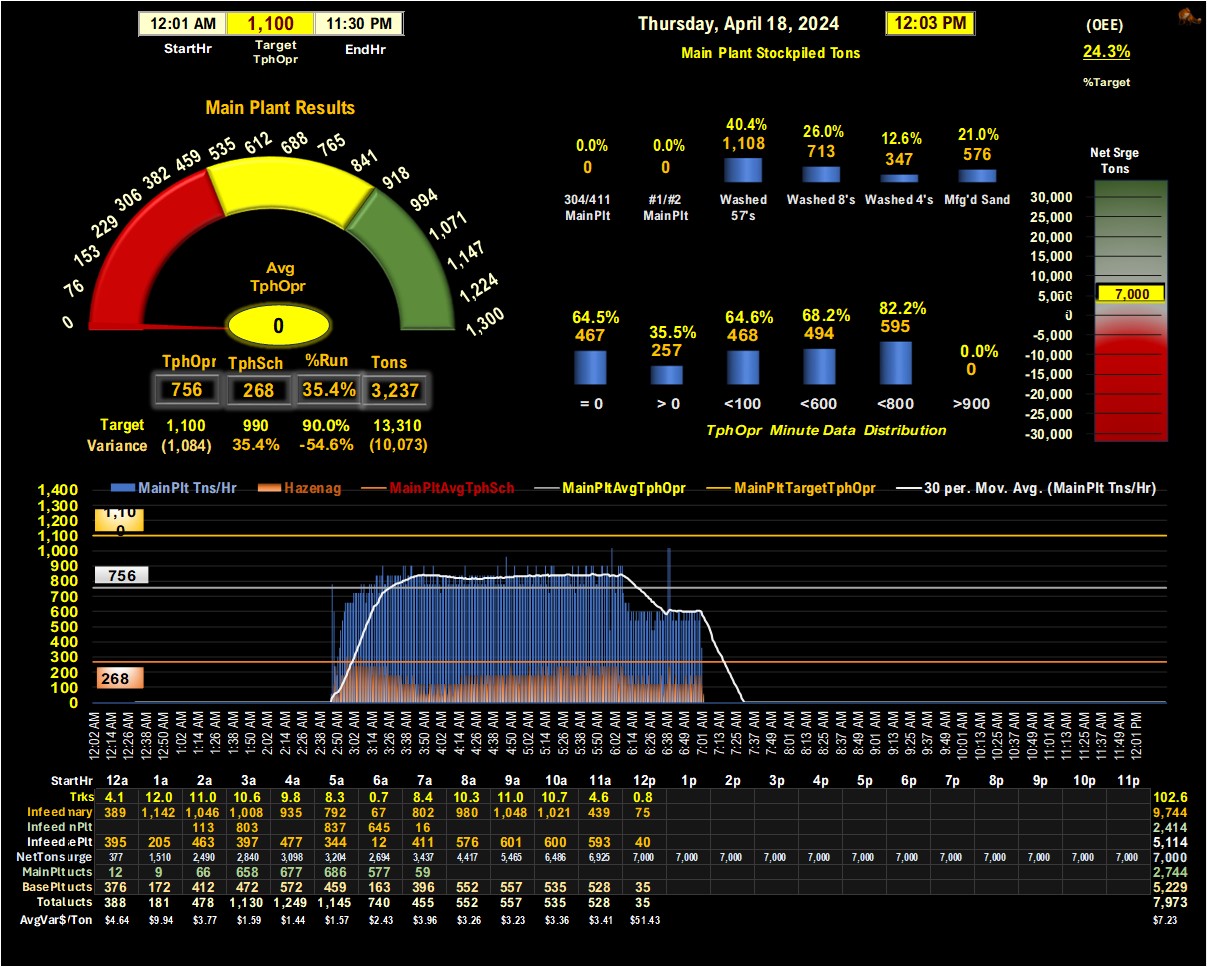 12:01 AM 1,100 11:30 PM
StartHr Target TphOpr EndHr
Thursday, April 18, 2024 12:03 PM
Main Plant Stockpiled Tons
(OEE)
24.3%
%Target
Main Plant Results
0 76 153 229 306 382 459 535 612 688 765 841 918 994 1,071 1,147 1,224 1,300
Avg
TphOpr
0
TphOpr TphSch %Run Tons
756 268 35.4% 3,237
Target 1,100 990 90.0% 13,310
Variance (1,084) 35.4% -54.6% (10,073)
0.0% 0.0% 40.4% 26.0% 12.6% 21.0%
0 0 1,108 713 347 576
304/411 MainPlt #1/#2 MainPlt Washed 57's Washed 8's Washed 4's Mfg'd Sand
64.5% 35.5% 64.6% 68.2% 82.2% 0.0%
467 257 468 494 595 0
= 0 > 0 <100 <600 <800 >900
TphOpr Minute Data Distribution
Net Srge
Tons
30,000
25,000
20,000
15,000
10,000
5,000
7,000
0
-5,000
-10,000
-15,000
-20,000
-25,000
-30,000
MainPlt Tns/Hr Hazenag MainPltAvgTphSch MainPltAvgTphOpr MainPltTargetTphOpr 30 per. Mov. Avg. (MainPlt Tns/Hr)
1,400
1,300
1,200
1,100
1,000
900
800
700
600
500
400
300
200
100
0
1,100
756
268
12:02 AM 12:14 AM 12:26 AM 12:38 AM 12:50 AM 1:02 AM 1:14 AM 1:26 AM 1:38 AM 1:50 AM 2:02 AM 2:14 AM 2:26 AM 2:38 AM 2:50 AM 3:02 AM 3:14 AM 3:26 AM 3:38 AM 3:50 AM 4:02 AM 4:14 AM 4:26 AM 4:38 AM 4:50 AM 5:02 AM 5:14 AM 5:26 AM 5:38 AM 5:50 AM 6:02 AM 6:14 AM 6:26 AM 6:38 AM 6:49 AM 7:01 AM 7:13 AM 7:25 AM 7:37 AM 7:49 AM 8:01 AM 8:13 AM 8:25 AM 8:37 AM 8:49 AM 9:01 AM 9:13 AM 9:25 AM 9:37 AM 9:49 AM 10:01 AM 10:13 AM 10:25 AM 10:37 AM 10:49 AM 11:01 AM 11:13 AM 11:25 AM 11:37 AM 11:49 AM 12:01 PM
StartHr 12a 1a 2a 3a 4a 5a 6a 7a 8a 9a 10a 11a 12p 1p 2p 3p 4p 5p 6p 7p 8p 9p 10p 11p
Trks 4.1 12.0 11.0 10.6 9.8 8.3 0.7 8.4 10.3 11.0 10.7 4.6 0.8 102.6
Infeed mary 389 1,142 1,046 1,008 935 792 67 802 980 1,048 1,021 439 75 9,744
Infeed nPlt 113 803 837 645 16 2,414
Infeed ePlt 395 205 463 397 477 344 12 411 576 601 600 593 40 5,114
NetTons urge 377 1,510 2,490 2,840 3,098 3,204 2,694 3,437 4,417 5,465 6,486 6,925 7,000 7,000 7,000 7,000 7,000 7,000 7,000 7,000 7,000 7,000 7,000 7,000 7,000
MainPlt ucts 12 9 66 658 677 686 577 59 2,744
BasePlt ucts 376 172 412 472 572 459 163 396 552 557 535 528 35 5,229
Total ucts 388 181 478 1,130 1,249 1,145 740 455 552 557 535 528 35 7,973
AvgVar$/Ton $4.64 $9.94 $3.77 $1.59 $1.44 $1.57 $2.43 $3.96 $3.26 $3.23 $3.36 $3.41 $51.43 $7.23